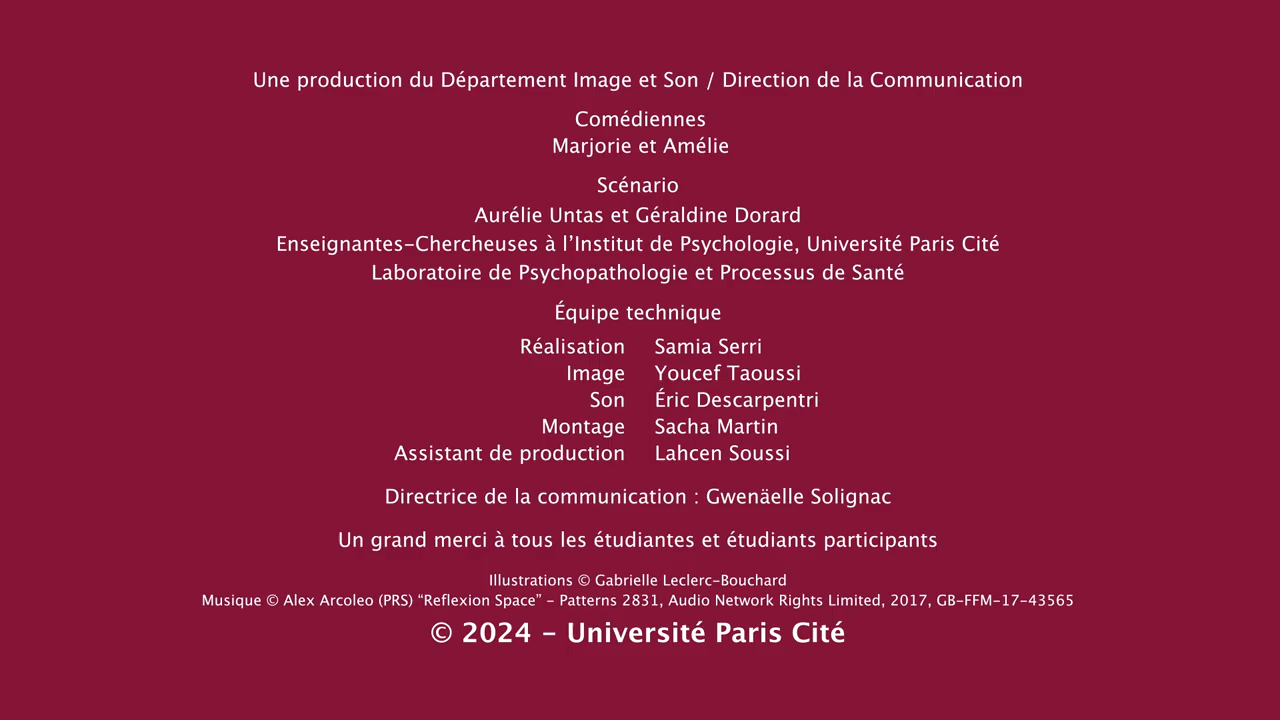 Une production du Département Image et Son / Direction de la Communication
Comédiennes
Marjorie et Amélie
Scénario
Aurélie Untas et Géraldine Dorard
Enseignantes-Chercheuses à l’Institut de Psychologie, Université Paris Cité
Laboratoire de Psychopathologie et Processus de Santé
Équipe technique
Réalisation Samia Serri
Image Youcef Taoussi
Son Éric Descarpentri
Montage Sacha Martin
Assistant de production Lahcen Soussi
Directrice de la communication : Gwenäelle Solignac
Un grand merci à tous les étudiantes et étudiants participants
Illustrations © Gabrielle Leclerc-Bouchard
Musique © Alex Arcoleo (PRS) “Reflexion Space” - Patterns 2831, Audio Network Rights Limited, 2017, GB-FFM-17-43565
© 2024 - Université Paris Cité